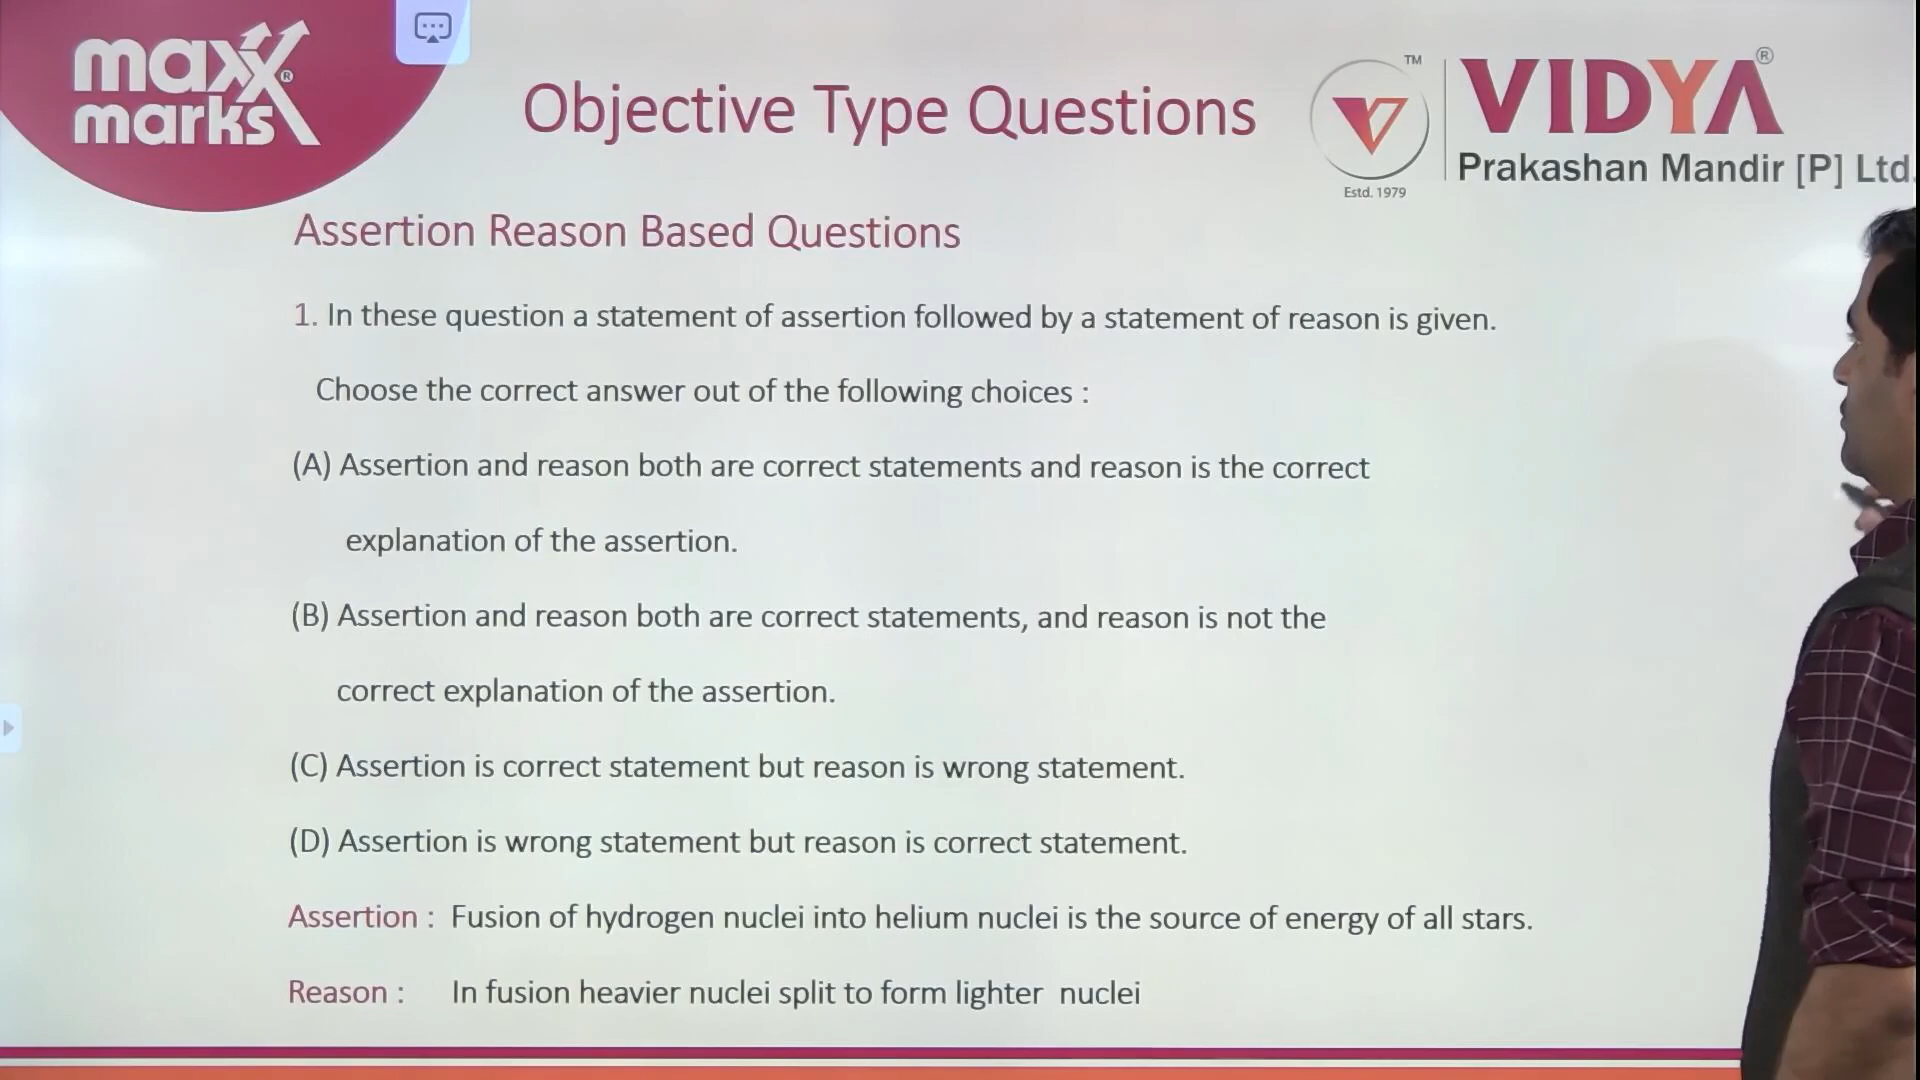 maxx marks®
Objective Type Questions
TM
VIDYA®
Prakashan Mandir [P] Ltd.
Estd. 1979
Assertion Reason Based Questions
1. In these question a statement of assertion followed by a statement of reason is given.
Choose the correct answer out of the following choices :
(A) Assertion and reason both are correct statements and reason is the correct
explanation of the assertion.
(B) Assertion and reason both are correct statements, and reason is not the
correct explanation of the assertion.
(C) Assertion is correct statement but reason is wrong statement.
(D) Assertion is wrong statement but reason is correct statement.
Assertion : Fusion of hydrogen nuclei into helium nuclei is the source of energy of all stars.
Reason : In fusion heavier nuclei split to form lighter nuclei